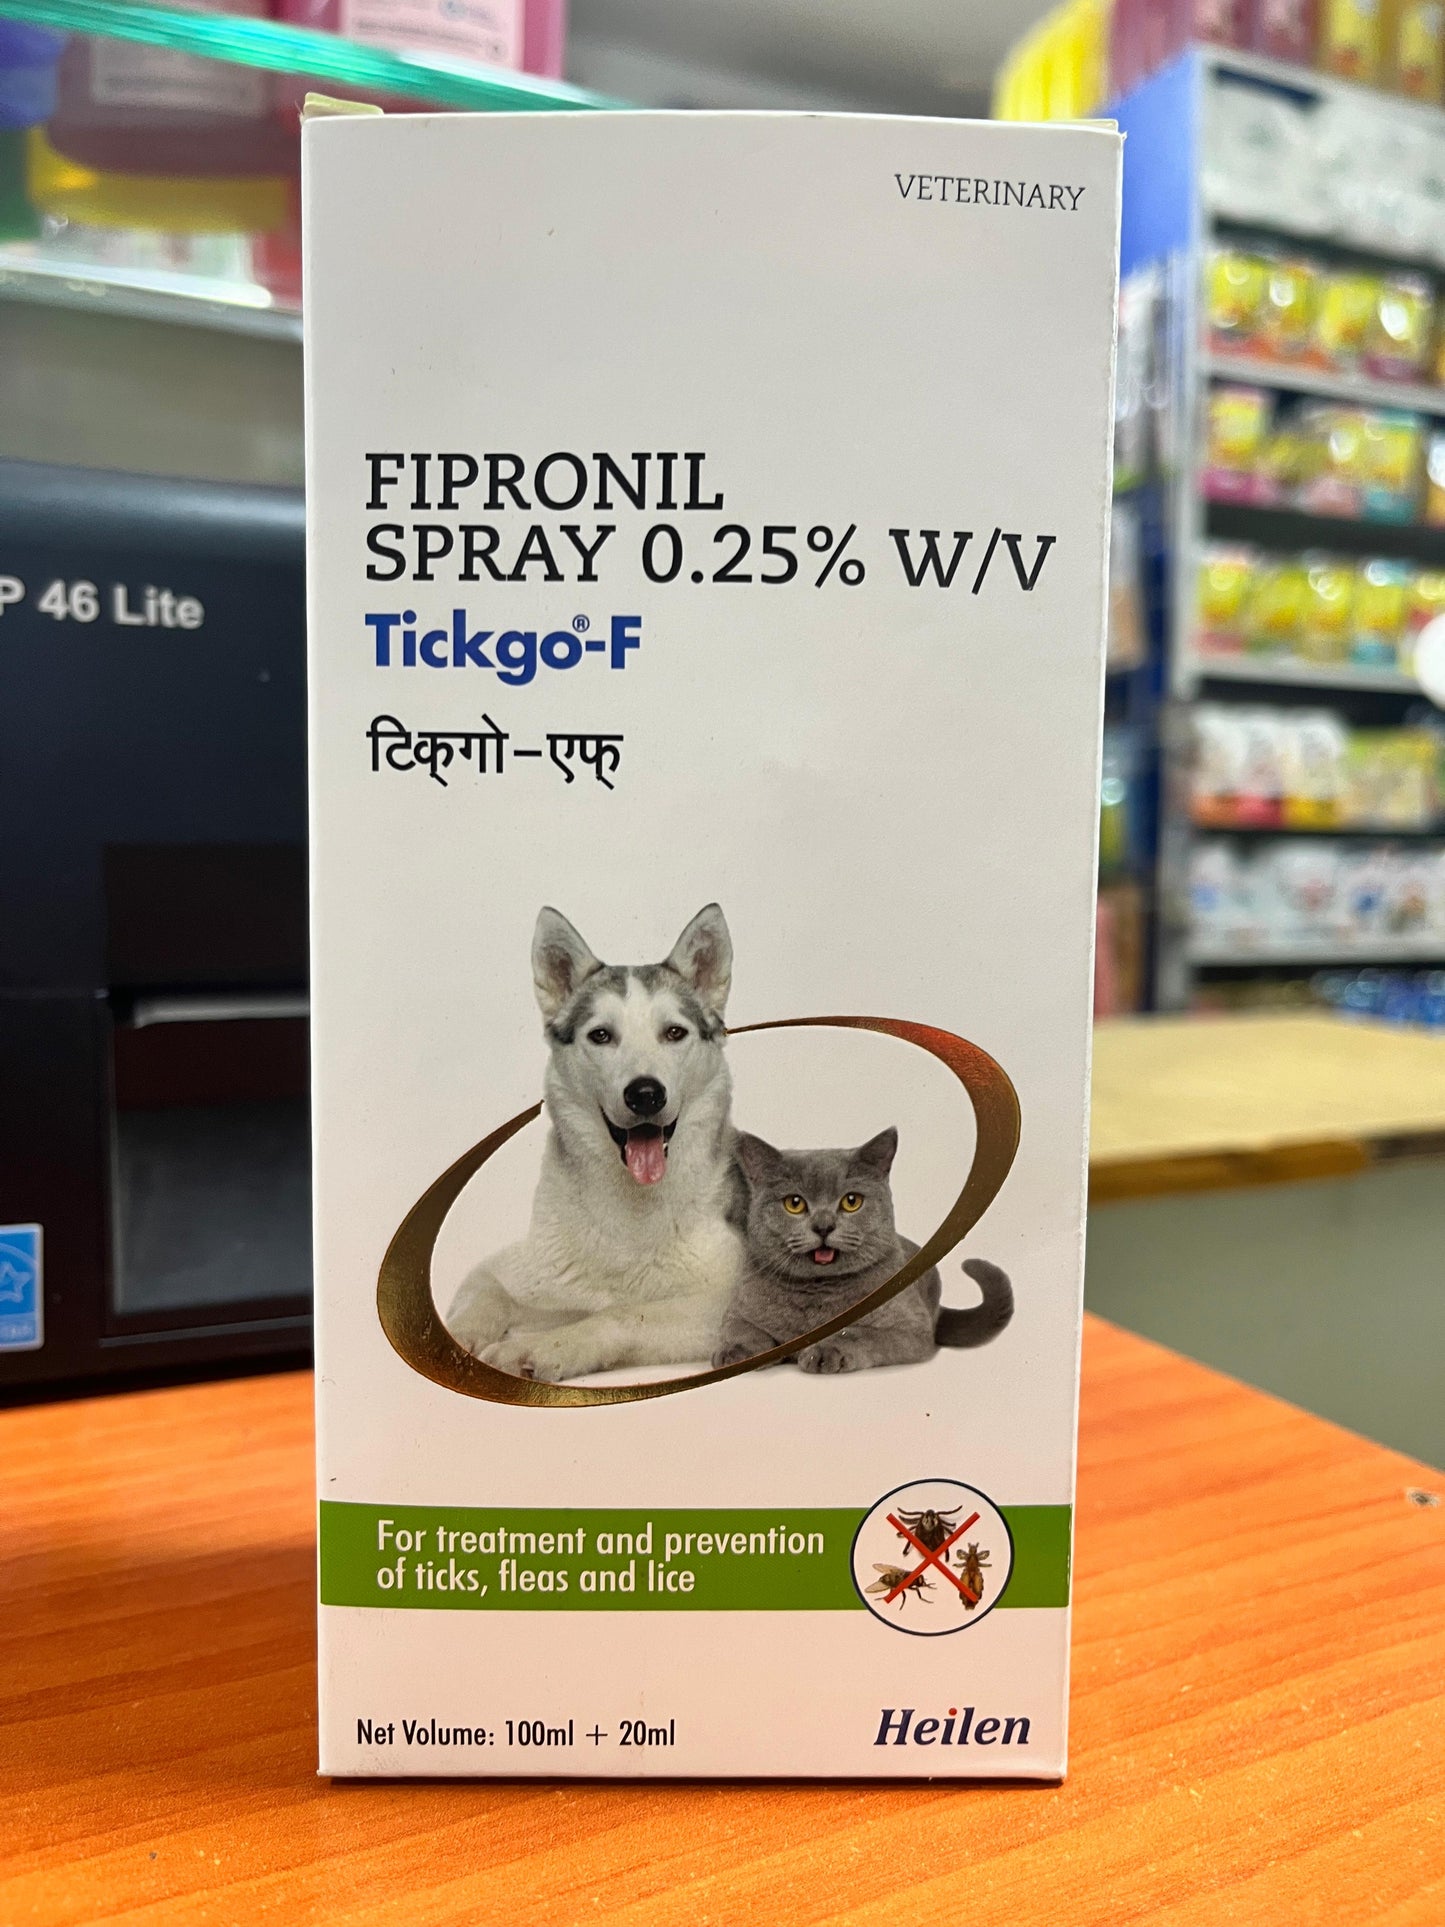 VETERINARY
FIPRONIL
SPRAY 0.25% W/V
Tickgo®-F
टिक्‌गो-एफ्
P 46 Lite
For treatment and prevention
of ticks, fleas and lice
Net Volume: 100ml + 20ml
Heilen